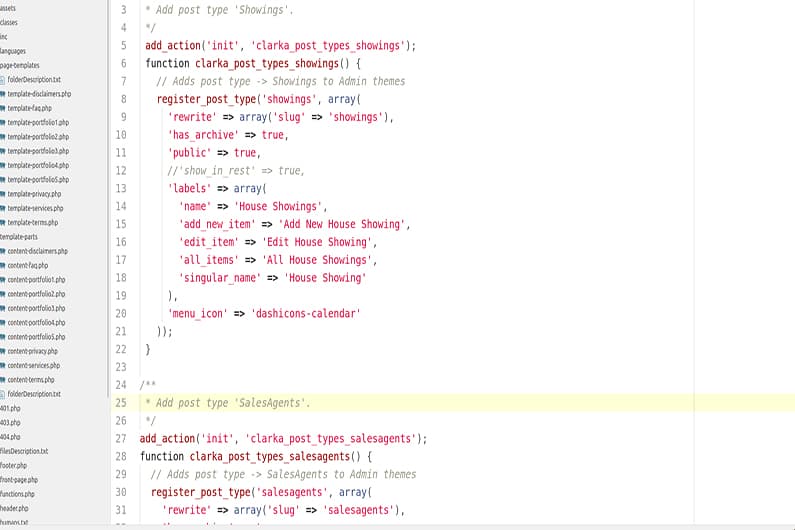 assets
classes
inc
languages
page-templates
folderDescription.txt
template-disclaimers.php
template-faq.php
template-portfolio1.php
template-portfolio2.php
template-portfolio3.php
template-portfolio4.php
template-portfolio5.php
template-privacy.php
template-services.php
template-terms.php
template-parts
content-disclaimers.php
content-faq.php
content-portfolio1.php
content-portfolio2.php
content-portfolio3.php
content-portfolio4.php
content-portfolio5.php
content-privacy.php
content-services.php
content-terms.php
folderDescription.txt
401.php
403.php
404.php
filesDescription.txt
footer.php
front-page.php
functions.php
header.php
humans.txt
3 * Add post type 'Showings'.
4 */
5 add_action('init', 'clarka_post_types_showings');
6 function clarka_post_types_showings() {
7 // Adds post type -> Showings to Admin themes
8 register_post_type('showings', array(
9 'rewrite' => array('slug' => 'showings'),
10 'has_archive' => true,
11 'public' => true,
12 //'show_in_rest' => true,
13 'labels' => array(
14 'name' => 'House Showings',
15 'add_new_item' => 'Add New House Showing',
16 'edit_item' => 'Edit House Showing',
17 'all_items' => 'All House Showings',
18 'singular_name' => 'House Showing'
19 ),
20 'menu_icon' => 'dashicons-calendar'
21 ));
22 }
23
24 /**
25 * Add post type 'SalesAgents'.
26 */
27 add_action('init', 'clarka_post_types_salesagents');
28 function clarka_post_types_salesagents() {
29 // Adds post type -> SalesAgents to Admin themes
30 register_post_type('salesagents', array(
31 'rewrite' => array('slug' => 'salesagents'),